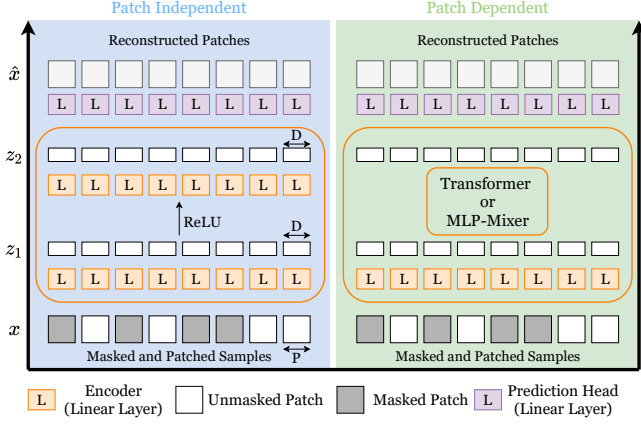 Patch Independent
Patch Dependent
Reconstructed Patches
Reconstructed Patches
x̂
L L L L L L L L
L L L L L L L L
D
z₂
L L L L L L L L
Transformer
or
MLP-Mixer
ReLU
D
z₁
L L L L L L L L
L L L L L L L L
x
Masked and Patched Samples
P
Masked and Patched Samples
L Encoder
(Linear Layer)
Unmasked Patch
Masked Patch
L Prediction Head
(Linear Layer)